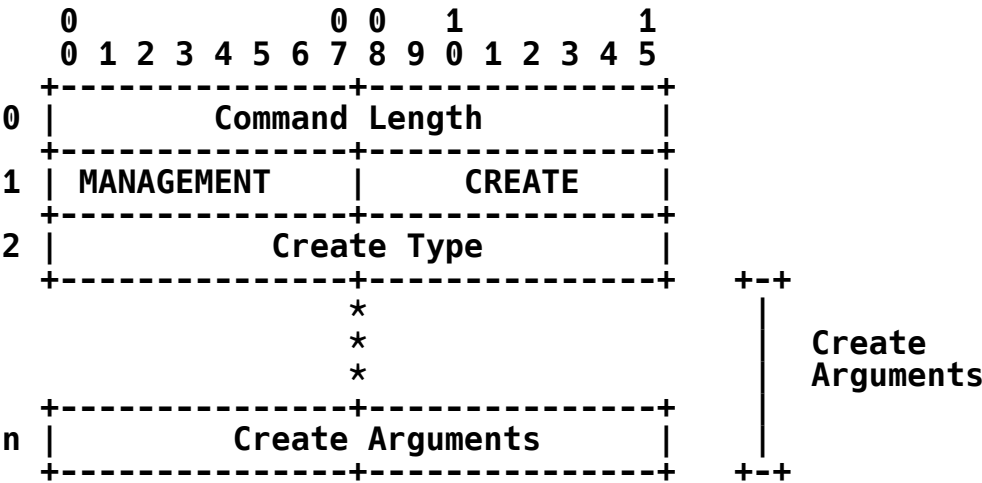 0             0 0   1         1
   0 1 2 3 4 5 6 7 8 9 0 1 2 3 4 5
  +---------------+---------------+
0 |        Command Length         |
  +---------------+---------------+
1 | MANAGEMENT    |     CREATE    |
  +---------------+---------------+
2 |           Create Type         |
  +---------------+---------------+   +-+
                  *                    |
                  *                    |  Create
                  *                    |  Arguments
  +---------------+---------------+    |
n |         Create Arguments      |    |
  +---------------+---------------+   +-+